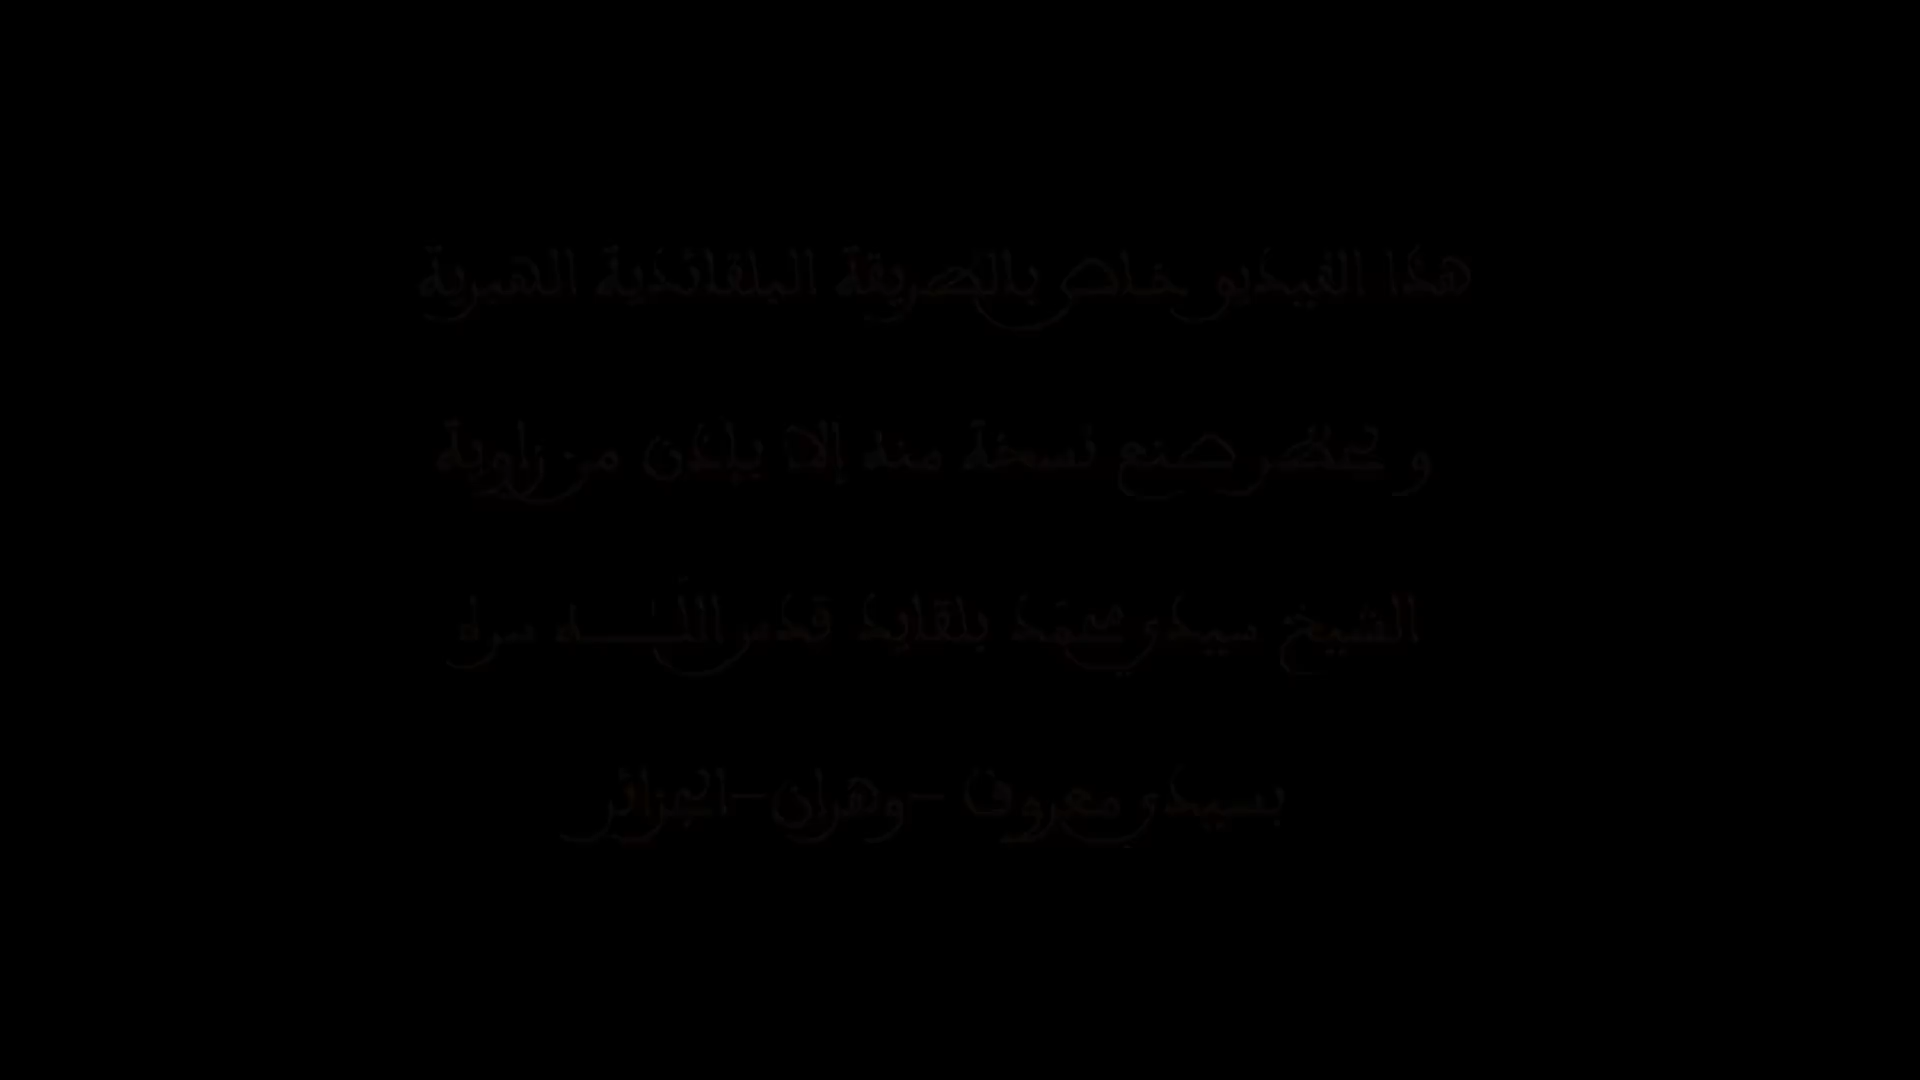 هذا الفيديو خاص بالطريقة البلقائدية الهبرية
و يحظر صنع نسخة منه إلا بإذن من زاوية
الشيخ سيدي محمد بلقايد قدس اللـــــه سره
بسيدي معروف -وهران-الجزائر